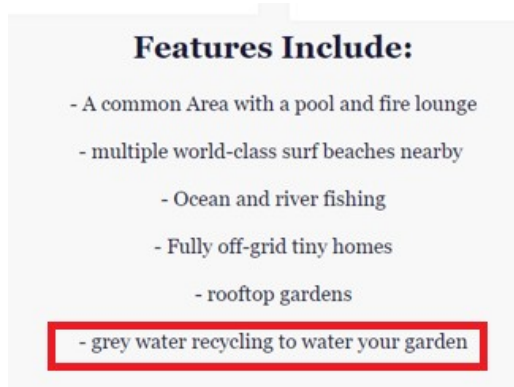 Features Include:
- A common Area with a pool and fire lounge
- multiple world-class surf beaches nearby
- Ocean and river fishing
- Fully off-grid tiny homes
- rooftop gardens
- grey water recycling to water your garden